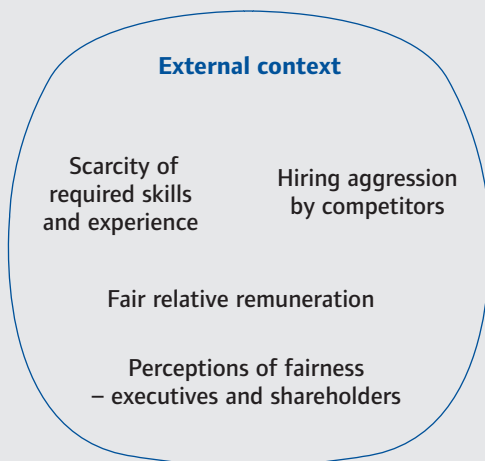 External context
Scarcity of
required skills
and experience
Hiring aggression
by competitors
Fair relative remuneration
Perceptions of fairness
– executives and shareholders